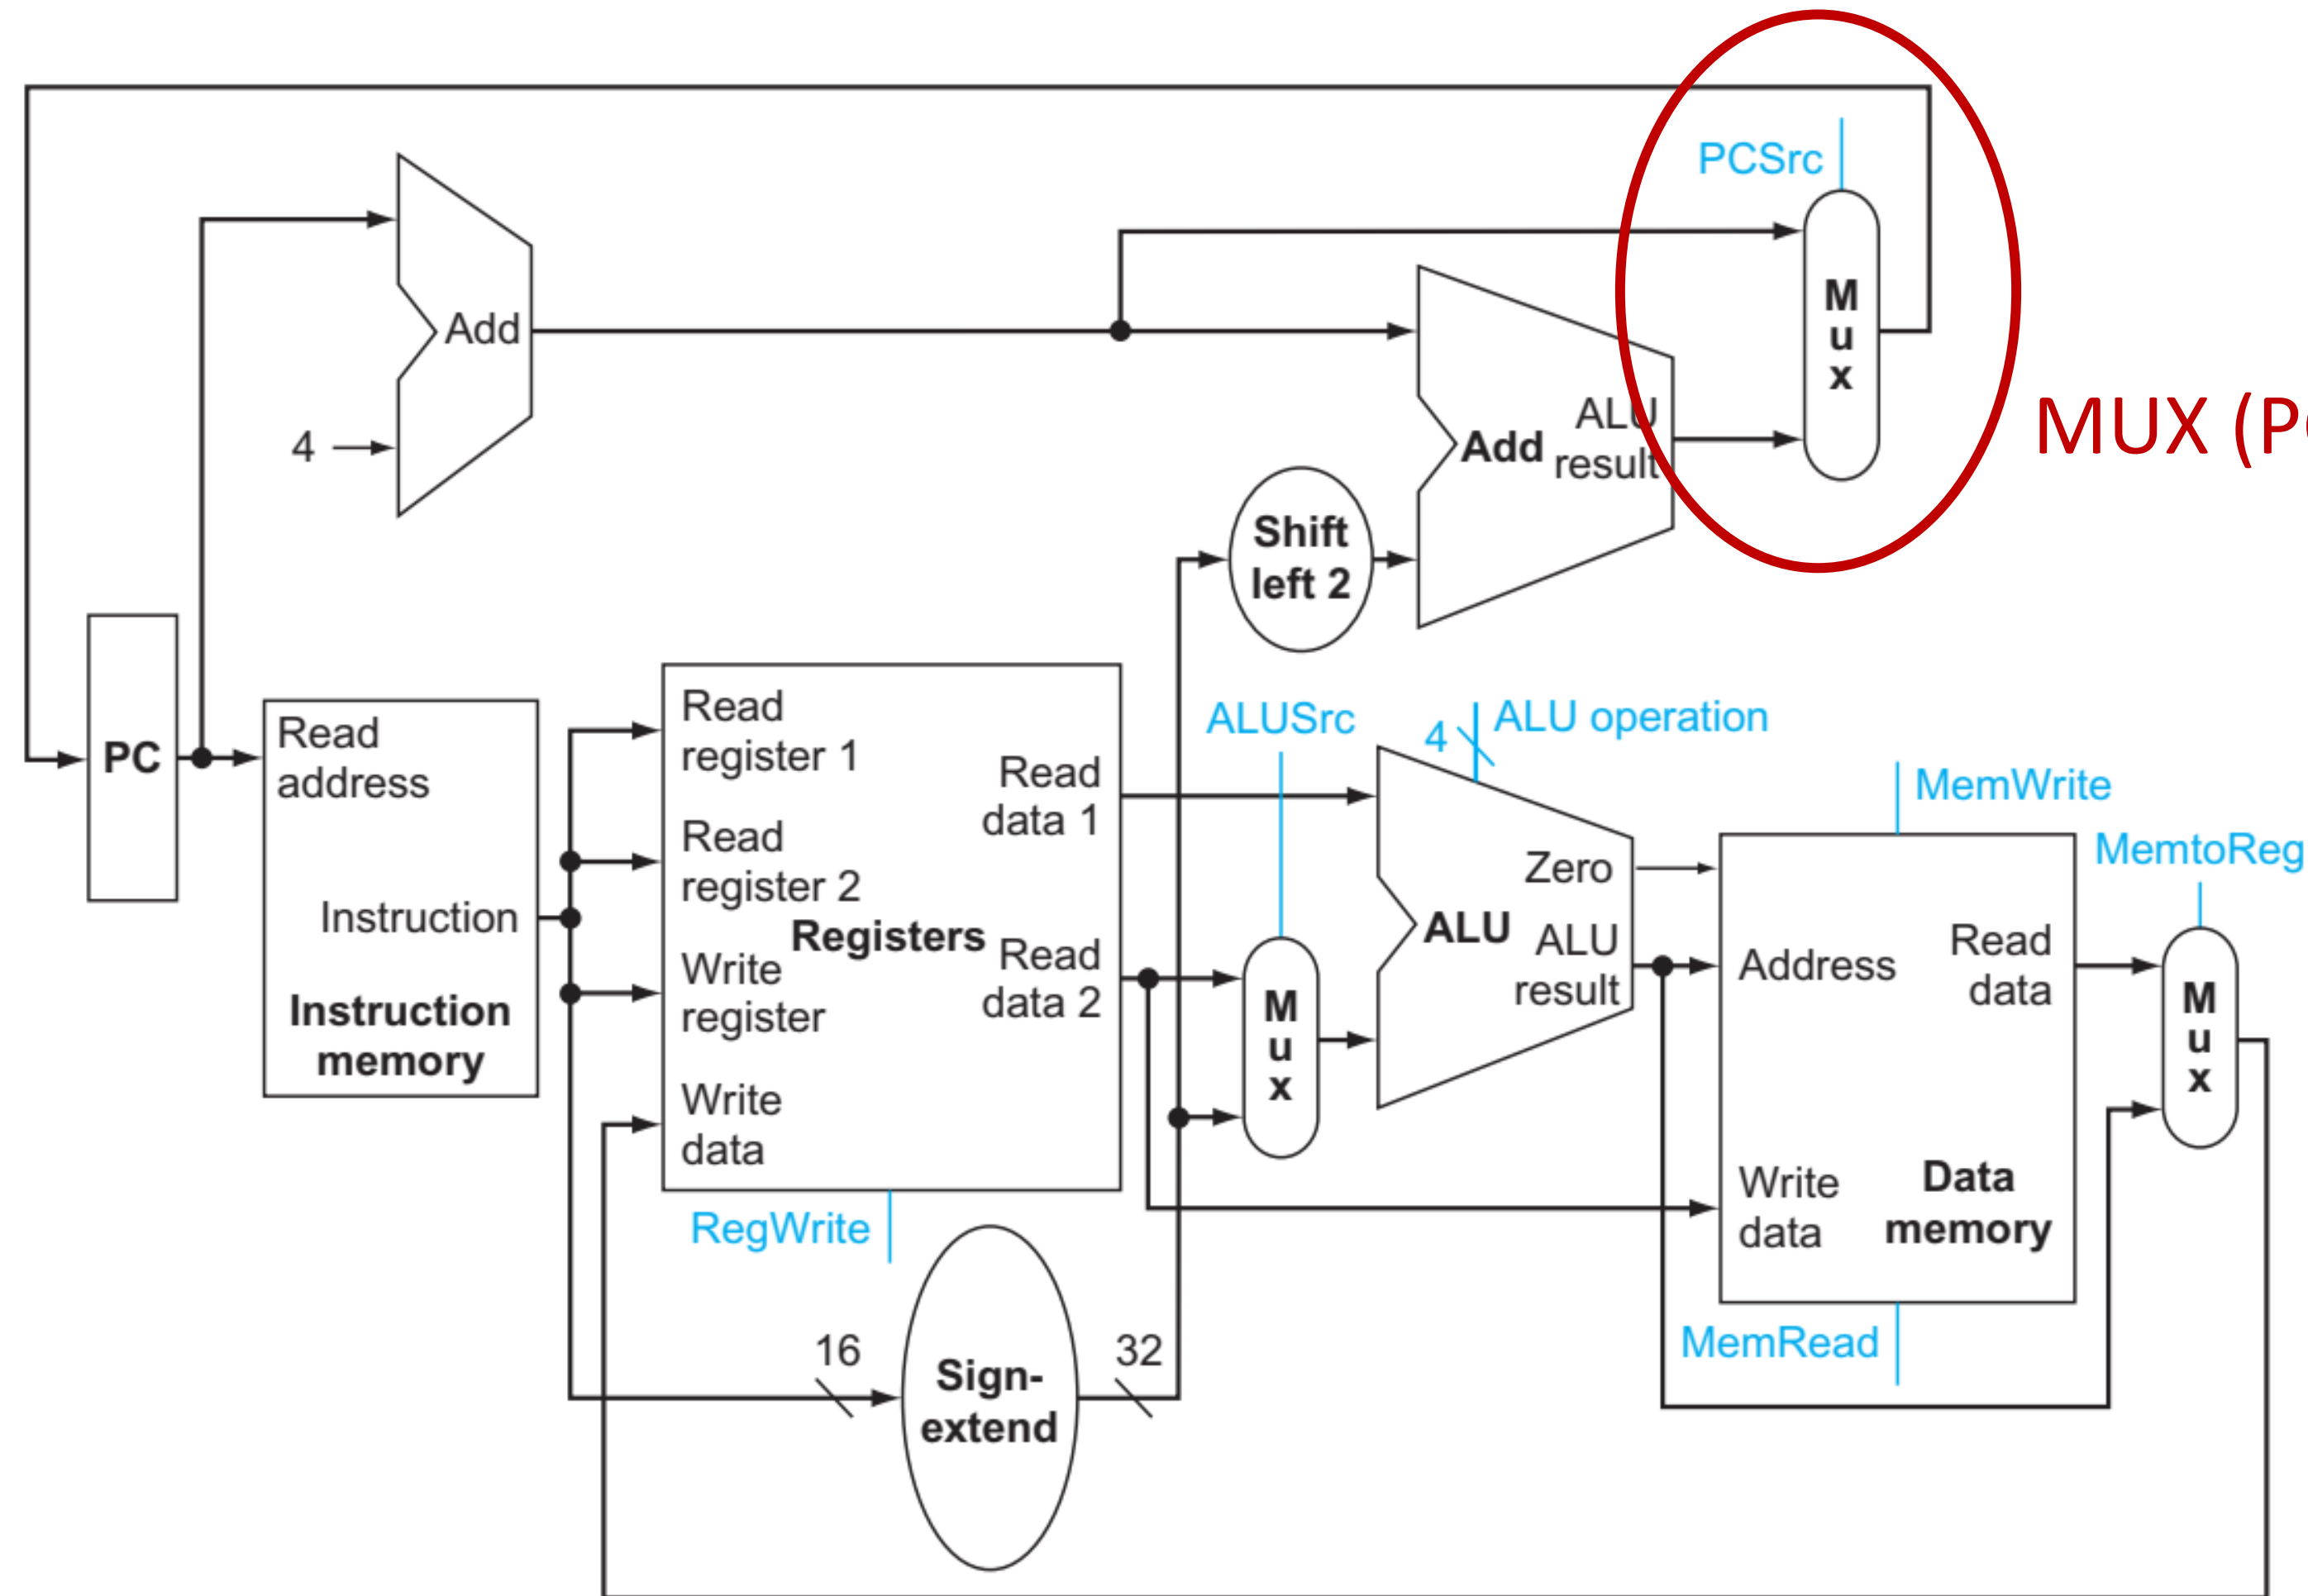 PCSrc
M
u
x
Add
4
Add
ALU
result
MUX (P
Shift
left 2
PC
Read
address
Instruction
Instruction
memory
Read
register 1
Read
register 2
Registers
Write
register
Write
data
Read
data 1
Read
data 2
RegWrite
16
Sign-
extend
32
ALUSrc
M
u
x
4
ALU operation
Zero
ALU
ALU
result
MemWrite
Address
Read
data
Write
data
Data
memory
MemRead
MemtoReg
M
u
x